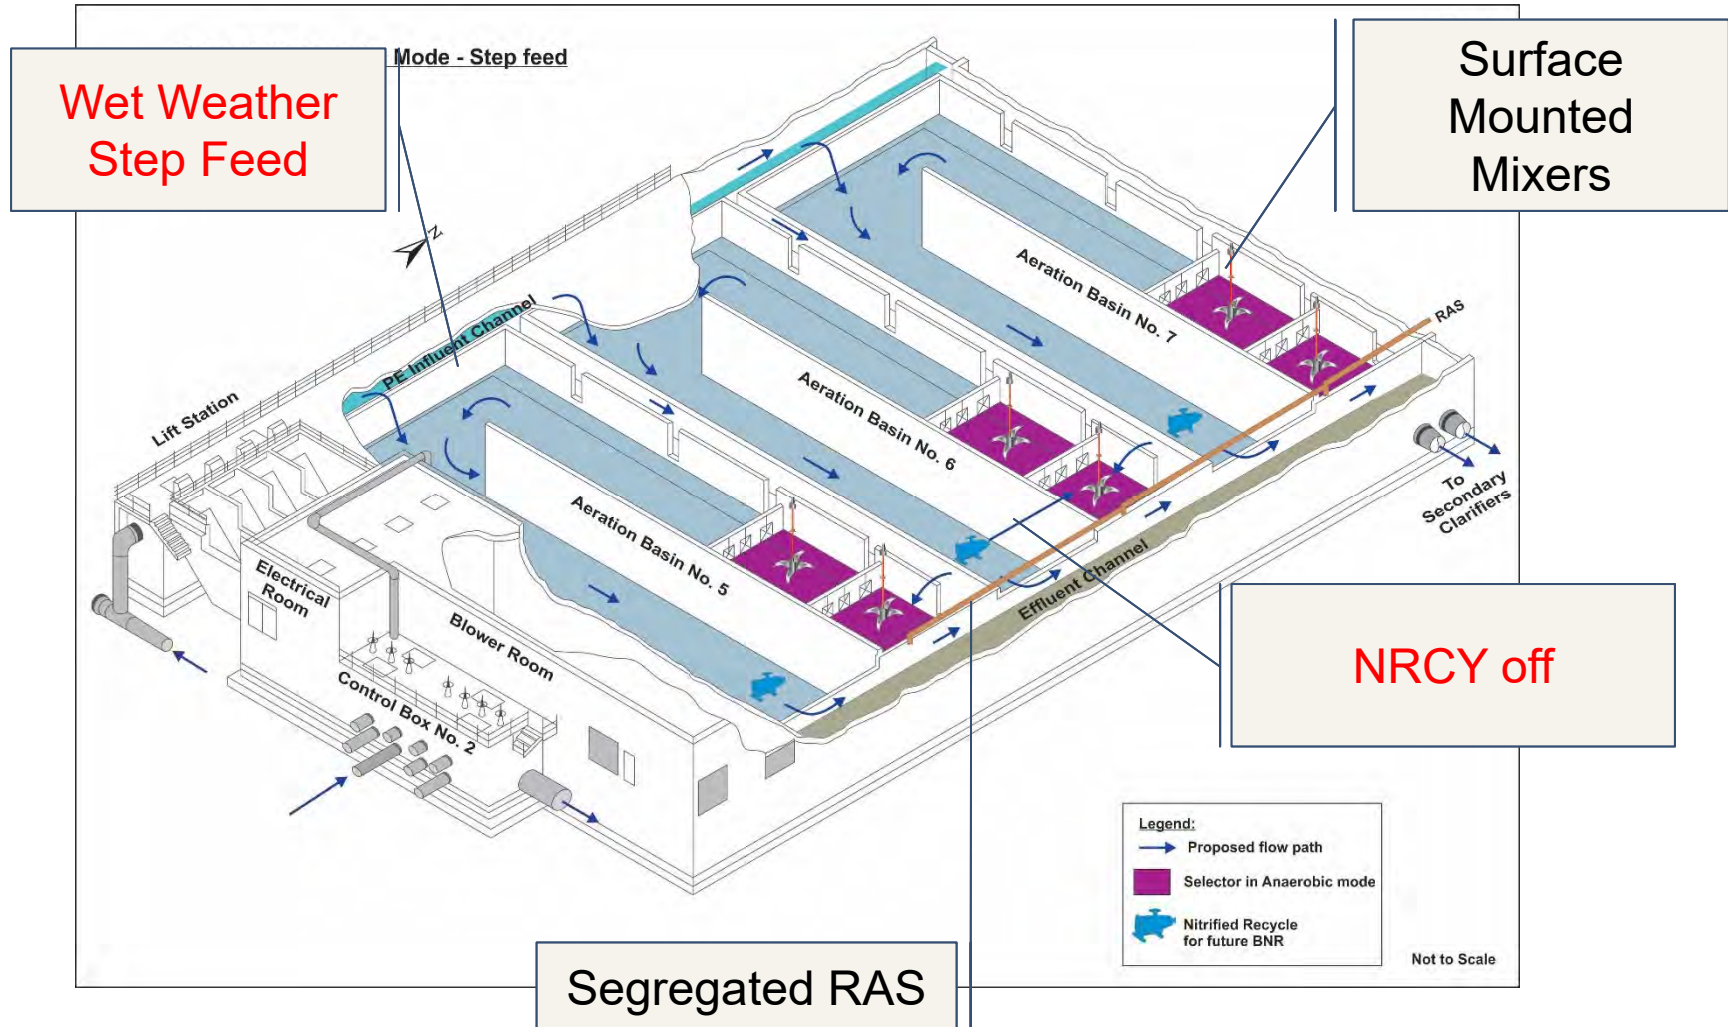 Mode - Step feed
Wet Weather
Step Feed
Surface
Mounted
Mixers
N
PE Influent Channel
Lift Station
Aeration Basin No. 7
RAS
Aeration Basin No. 6
Aeration Basin No. 5
To
Secondary
Clarifiers
Effluent Channel
Electrical
Room
Blower Room
Control Box No. 2
NRCY off
Legend:
Proposed flow path
Selector in Anaerobic mode
Nitrified Recycle
for future BNR
Not to Scale
Segregated RAS